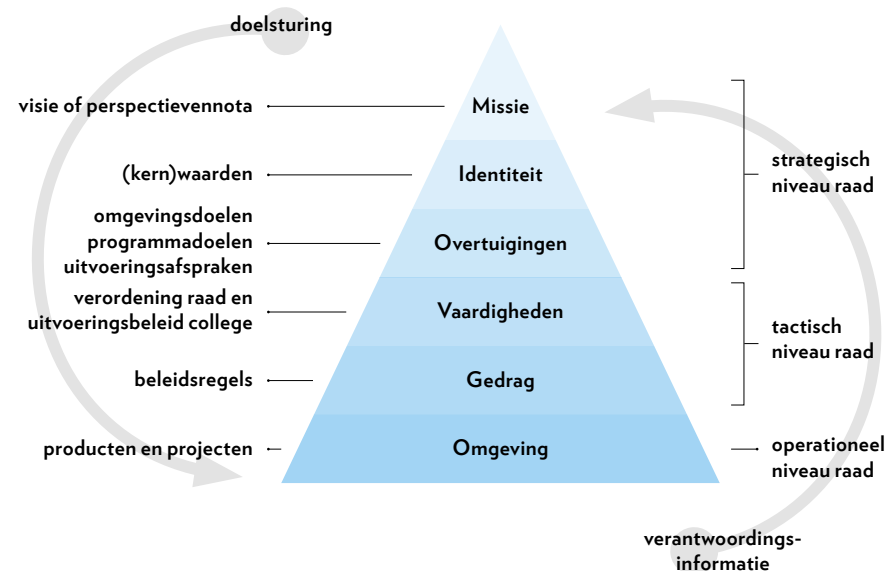 doelsturing
visie of perspectievennota
Missie
(kern)waarden
Identiteit
strategisch
niveau raad
omgevingsdoelen
programmadoelen
uitvoeringsafspraken
Overtuigingen
verordening raad en
uitvoeringsbeleid college
Vaardigheden
tactisch
niveau raad
beleidsregels
Gedrag
producten en projecten
Omgeving
operationeel
niveau raad
verantwoordings-
informatie